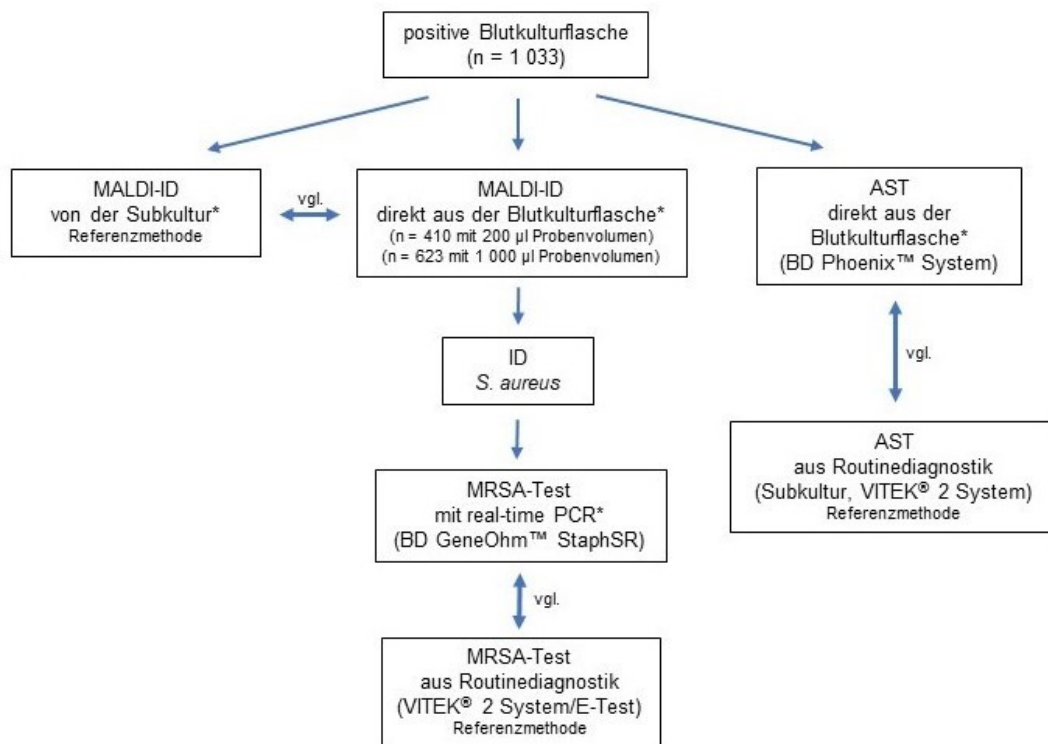 positive Blutkulturflasche
(n = 1 033)
MALDI-ID
von der Subkultur*
Referenzmethode
vgl.
MALDI-ID
direkt aus der Blutkulturflasche*
(n = 410 mit 200 µl Probenvolumen)
(n = 623 mit 1 000 µl Probenvolumen)
AST
direkt aus der
Blutkulturflasche*
(BD Phoenix™ System)
ID
S. aureus
vgl.
MRSA-Test
mit real-time PCR*
(BD GeneOhm™ StaphSR)
AST
aus Routinediagnostik
(Subkultur, VITEK® 2 System)
Referenzmethode
vgl.
MRSA-Test
aus Routinediagnostik
(VITEK® 2 System/E-Test)
Referenzmethode